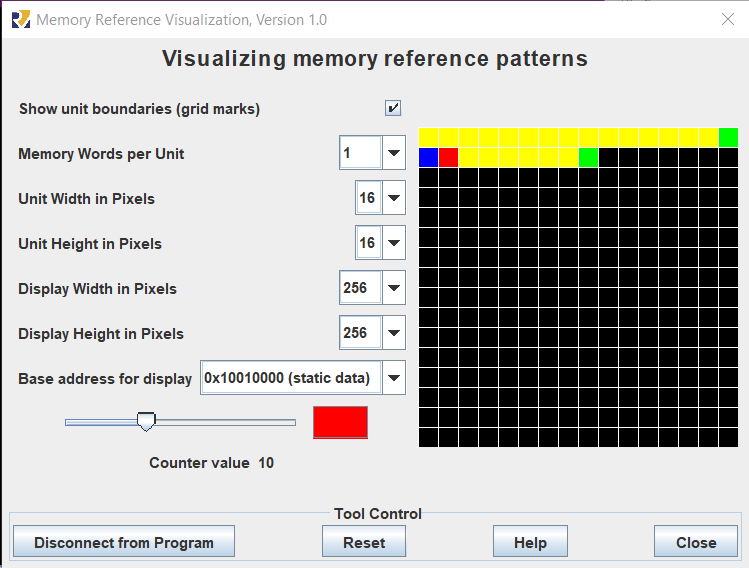 Memory Reference Visualization, Version 1.0
Visualizing memory reference patterns
Show unit boundaries (grid marks)
Memory Words per Unit 1
Unit Width in Pixels 16
Unit Height in Pixels 16
Display Width in Pixels 256
Display Height in Pixels 256
Base address for display 0x10010000 (static data)
Counter value 10
Tool Control
Disconnect from Program Reset Help Close